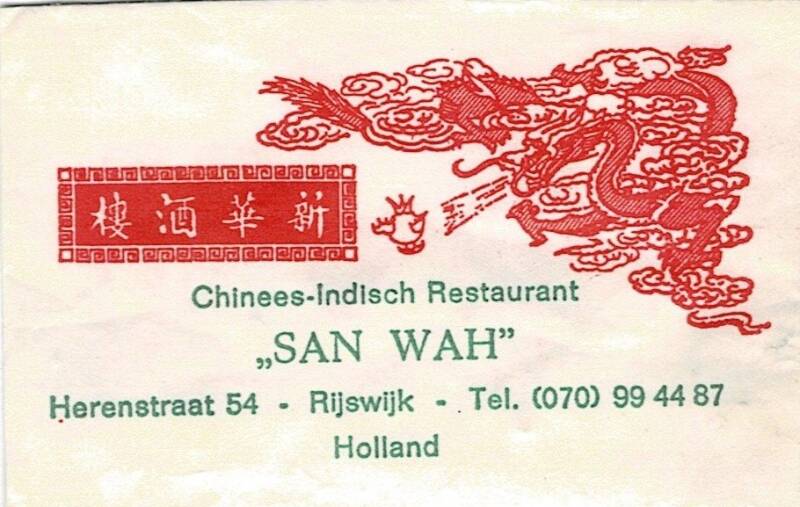 新華酒樓
Chinees-Indisch Restaurant
„SAN WAH”
Herenstraat 54 - Rijswijk - Tel. (070) 99 44 87
Holland